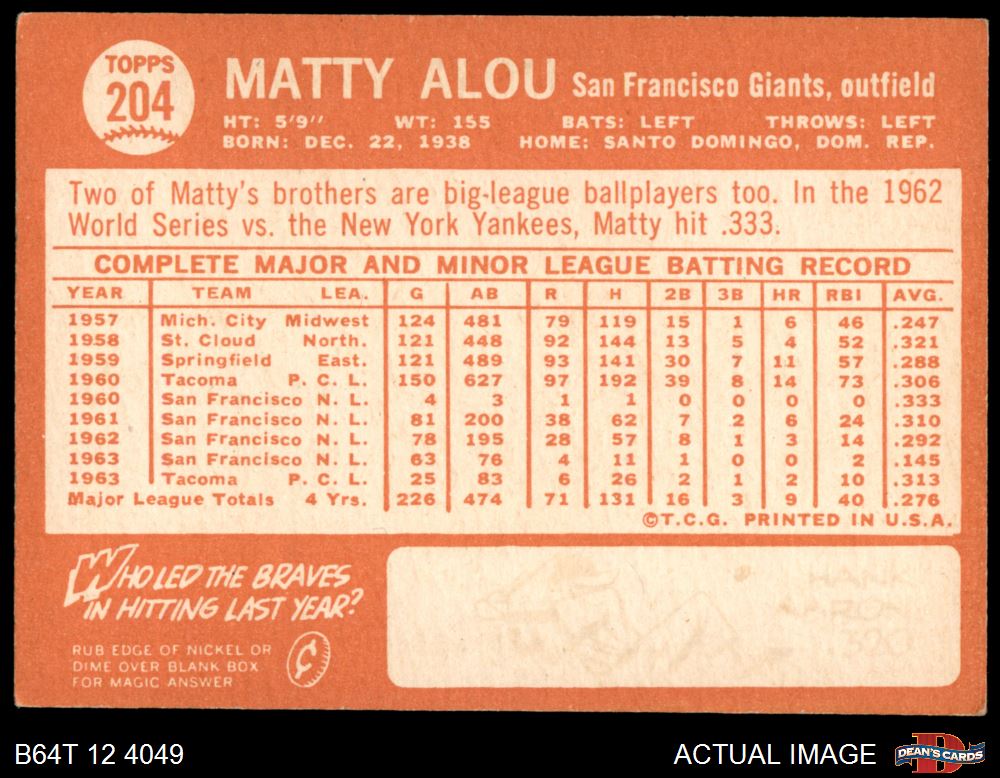 TOPPS
204
MATTY ALOU San Francisco Giants, outfield
HT: 5'9'' WT: 155 BATS: LEFT THROWS: LEFT
BORN: DEC. 22, 1938 HOME: SANTO DOMINGO, DOM. REP.
Two of Matty's brothers are big-league ballplayers too. In the 1962
World Series vs. the New York Yankees, Matty hit .333.
COMPLETE MAJOR AND MINOR LEAGUE BATTING RECORD
YEAR TEAM LEA. G AB R H 2B 3B HR RBI AVG.
1957 Mich. City Midwest 124 481 79 119 15 1 6 46 .247
1958 St. Cloud North. 121 448 92 144 13 5 4 52 .321
1959 Springfield East. 121 489 93 141 30 7 11 57 .288
1960 Tacoma P. C. L. 150 627 97 192 39 8 14 73 .306
1960 San Francisco N. L. 4 3 1 1 0 0 0 0 .333
1961 San Francisco N. L. 81 200 38 62 7 2 6 24 .310
1962 San Francisco N. L. 78 195 28 57 8 1 3 14 .292
1963 San Francisco N. L. 63 76 4 11 1 0 0 2 .145
1963 Tacoma P. C. L. 25 83 6 26 2 1 2 10 .313
Major League Totals 4 Yrs. 226 474 71 131 16 3 9 40 .276
©T.C.G. PRINTED IN U.S.A.
WHO LED THE BRAVES
IN HITTING LAST YEAR?
RUB EDGE OF NICKEL OR
DIME OVER BLANK BOX
FOR MAGIC ANSWER
¢
HANK
AARON
.320
B64T 12 4049
ACTUAL IMAGE
DEAN'S CARDS